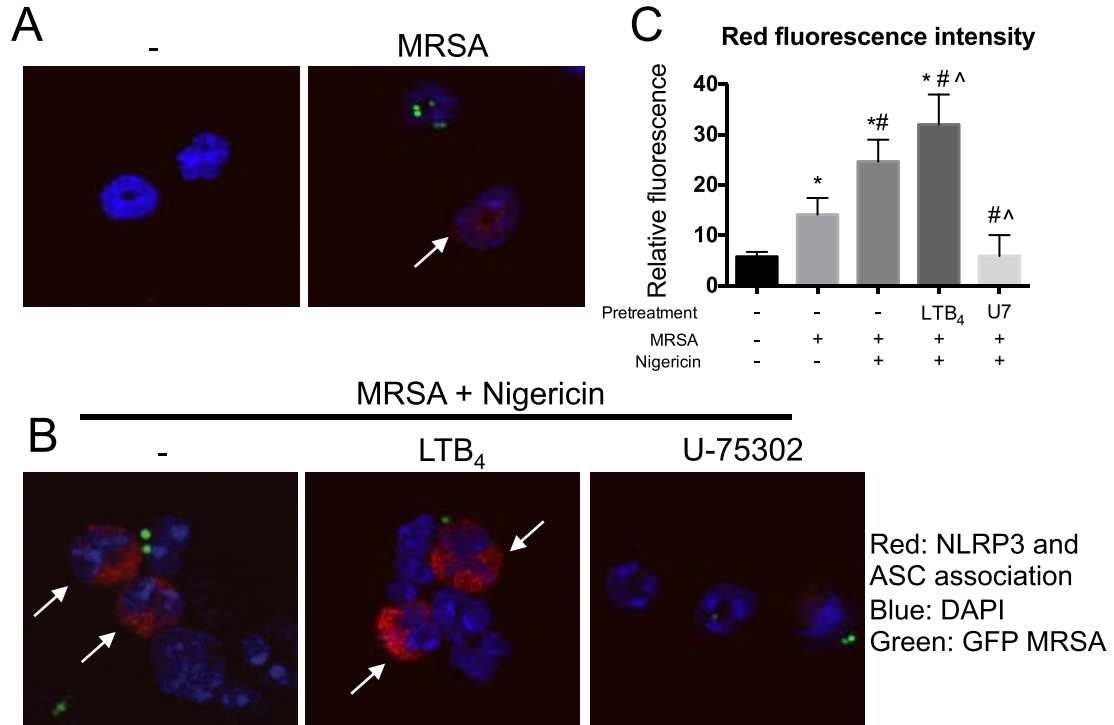 A
-
MRSA
C
Red fluorescence intensity
Relative fluorescence
40
30
20
10
0
*
*#
* # ^
# ^
Pretreatment - - - LTB₄ U7
MRSA - + + + +
Nigericin - - + + +
MRSA + Nigericin
B
-
LTB₄
U-75302
Red: NLRP3 and
ASC association
Blue: DAPI
Green: GFP MRSA